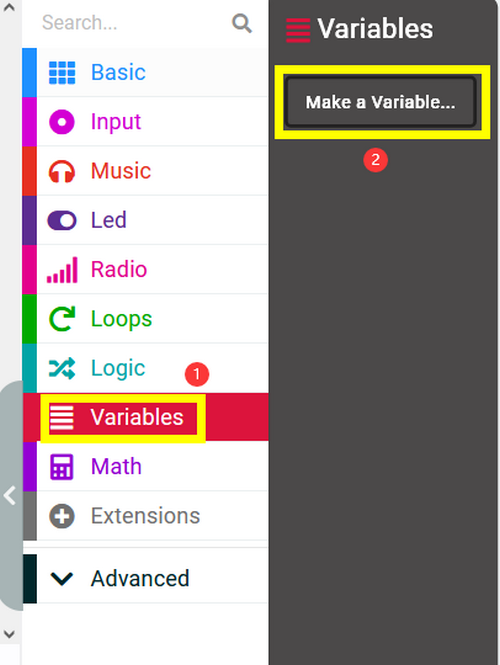 Search...
Basic
Input
Music
Led
Radio
Loops
Logic
1
Variables
Math
Extensions
Advanced
Variables
Make a Variable...
2